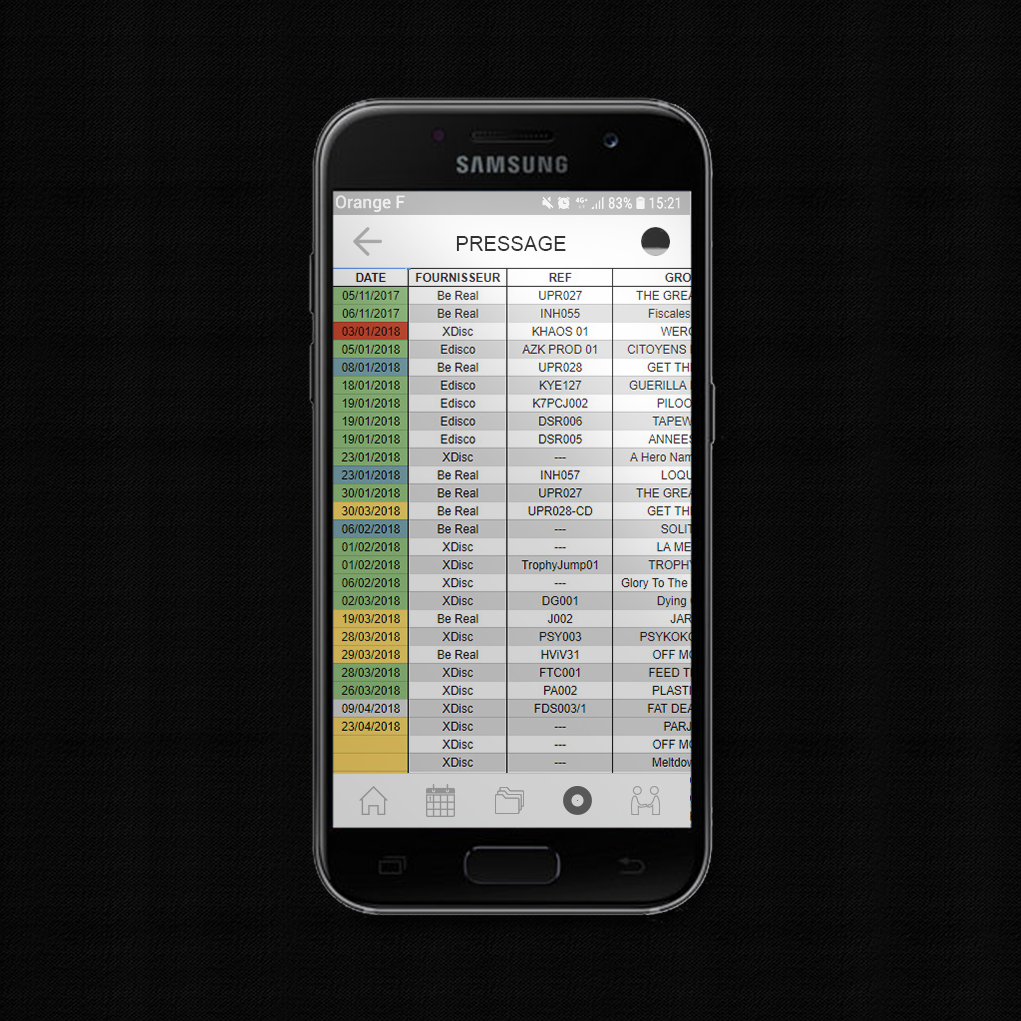 SAMSUNG
Orange F 4G+ 83% 15:21
PRESSAGE
DATE FOURNISSEUR REF GRO
05/11/2017 Be Real UPR027 THE GREA
06/11/2017 Be Real INH055 Fiscales
03/01/2018 XDisc KHAOS 01 WERO
05/01/2018 Edisco AZK PROD 01 CITOYENS
08/01/2018 Be Real UPR028 GET TH
18/01/2018 Edisco KYE127 GUERILLA
19/01/2018 Edisco K7PCJ002 PILOO
19/01/2018 Edisco DSR006 TAPEW
19/01/2018 Edisco DSR005 ANNEES
23/01/2018 XDisc --- A Hero Nam
23/01/2018 Be Real INH057 LOQU
30/01/2018 Be Real UPR027 THE GREA
30/03/2018 Be Real UPR028-CD GET TH
06/02/2018 Be Real --- SOLIT
01/02/2018 XDisc --- LA ME
01/02/2018 XDisc TrophyJump01 TROPHY
06/02/2018 XDisc --- Glory To The
02/03/2018 XDisc DG001 Dying
19/03/2018 Be Real J002 JAR
28/03/2018 XDisc PSY003 PSYKOKO
29/03/2018 Be Real HViV31 OFF MO
28/03/2018 XDisc FTC001 FEED T
26/03/2018 XDisc PA002 PLASTI
09/04/2018 XDisc FDS003/1 FAT DEA
23/04/2018 XDisc --- PARJ
XDisc --- OFF MO
XDisc --- Meltdow